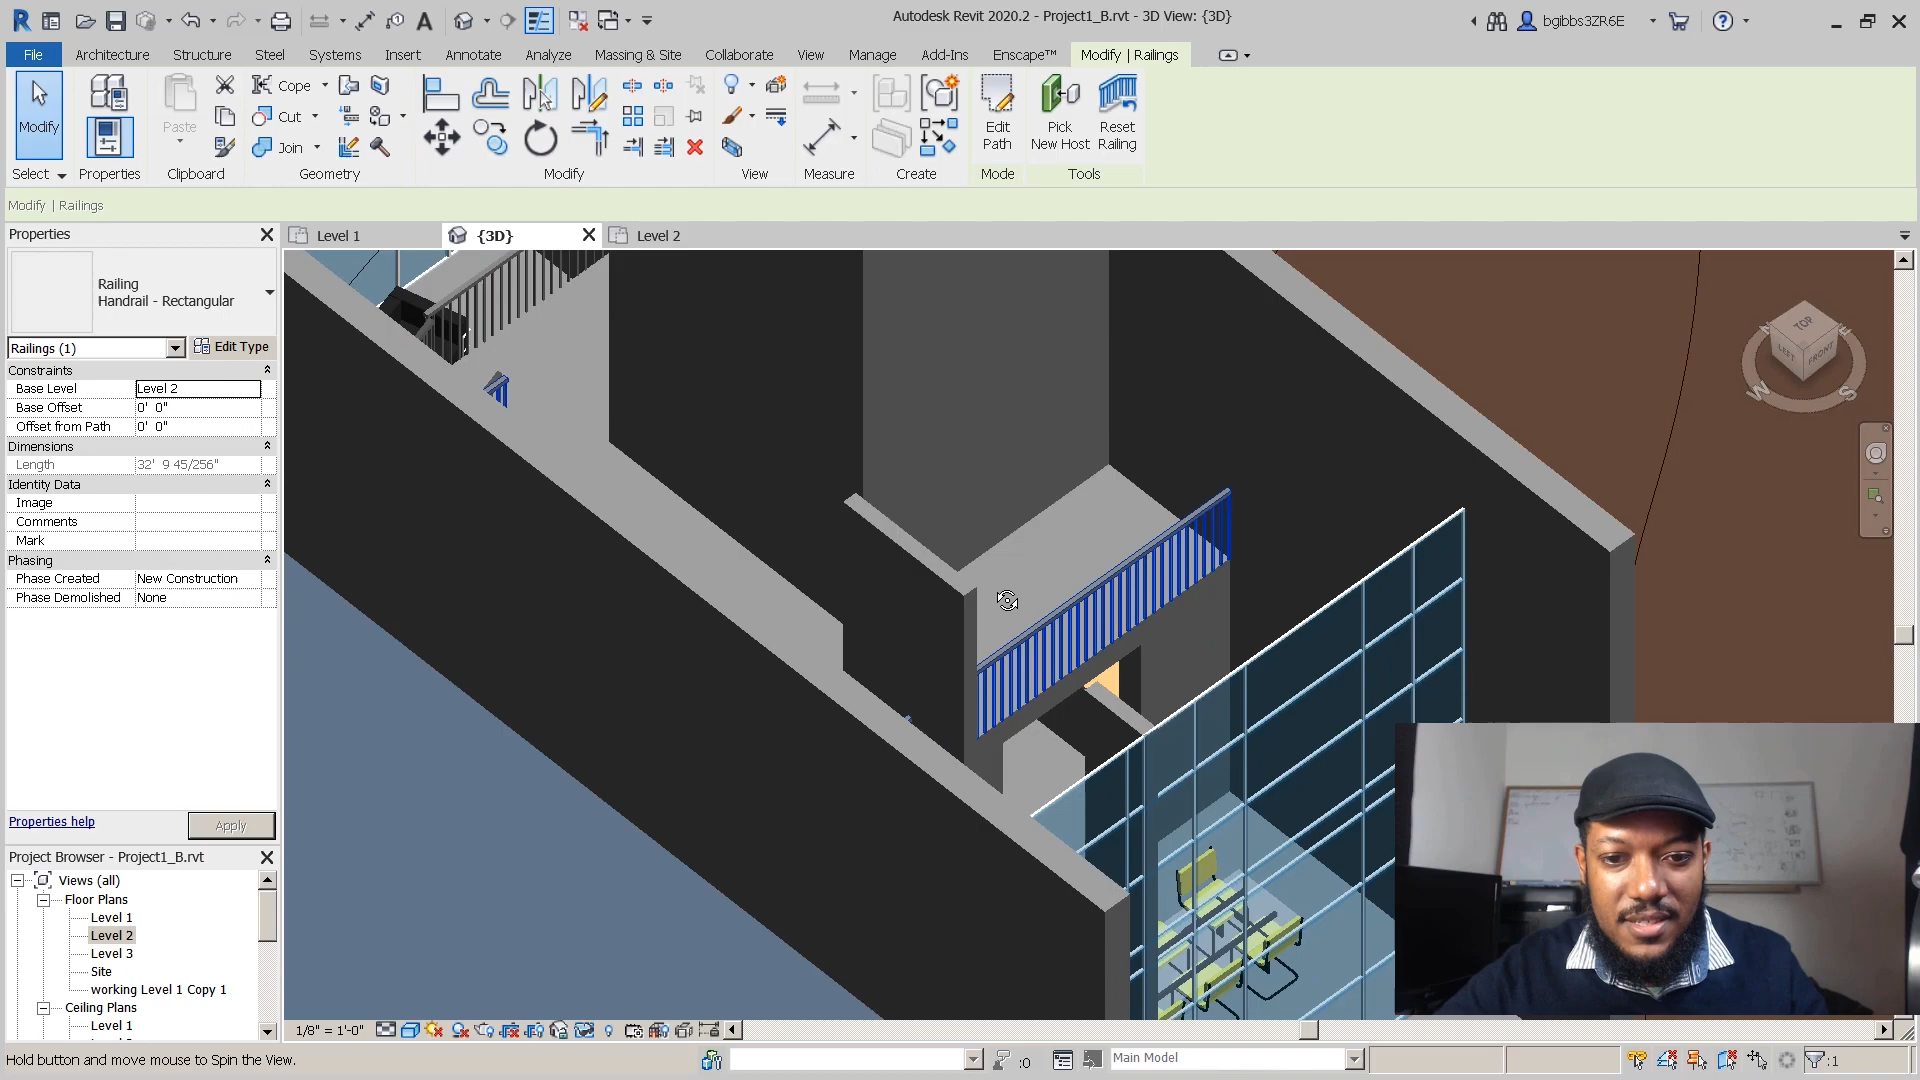 Autodesk Revit 2020.2 - Project1_B.rvt - 3D View: {3D}
bgibbs3ZR6E
File
Architecture
Structure
Steel
Systems
Insert
Annotate
Analyze
Massing & Site
Collaborate
View
Manage
Add-Ins
Enscape™
Modify | Railings
Modify
Paste
Cope
Cut
Join
Edit
Path
Pick
New Host
Reset
Railing
Select
Properties
Clipboard
Geometry
Modify
View
Measure
Create
Mode
Tools
Modify | Railings
Properties
Level 1
{3D}
Level 2
Railing
Handrail - Rectangular
Railings (1)
Edit Type
Constraints
Base Level
Level 2
Base Offset
0' 0"
Offset from Path
0' 0"
Dimensions
Length
32' 9 45/256"
Identity Data
Image
Comments
Mark
Phasing
Phase Created
New Construction
Phase Demolished
None
Properties help
Apply
Project Browser - Project1_B.rvt
Views (all)
Floor Plans
Level 1
Level 2
Level 3
Site
working Level 1 Copy 1
Ceiling Plans
Level 1
TOP
LEFT
FRONT
W
S
1/8" = 1'-0"
Hold button and move mouse to Spin the View.
:0
Main Model
:1